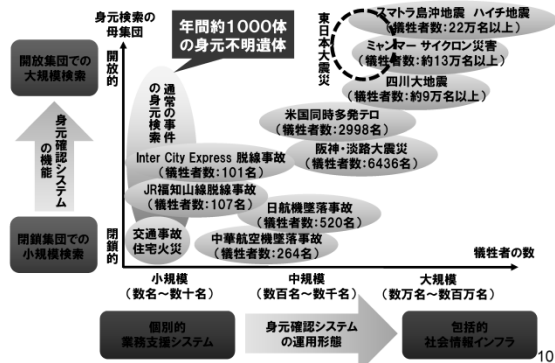 身元検索の
母集団
年間約1000体
の身元不明遺体
東日本大震災
スマトラ島沖地震 ハイチ地震
(犠牲者数:22万名以上)
ミャンマー サイクロン災害
(犠牲者数:約13万名以上)
四川大地震
(犠牲者数:約9万名以上)
開放集団での
大規模検索
開放的
通常の事件
の身元検索
米国同時多発テロ
(犠牲者数:2998名)
阪神・淡路大震災
(犠牲者数:6436名)
身元確認システム
の機能
Inter City Express 脱線事故
(犠牲者数:101名)
JR福知山線脱線事故
(犠牲者数:107名)
日航機墜落事故
(犠牲者数:520名)
閉鎖集団での
小規模検索
閉鎖的
交通事故
住宅火災
中華航空機墜落事故
(犠牲者数:264名)
犠牲者の数
小規模
(数名〜数十名)
中規模
(数百名〜数千名)
大規模
(数万名〜数百万名)
個別的
業務支援システム
身元確認システム
の運用形態
包括的
社会情報インフラ
10